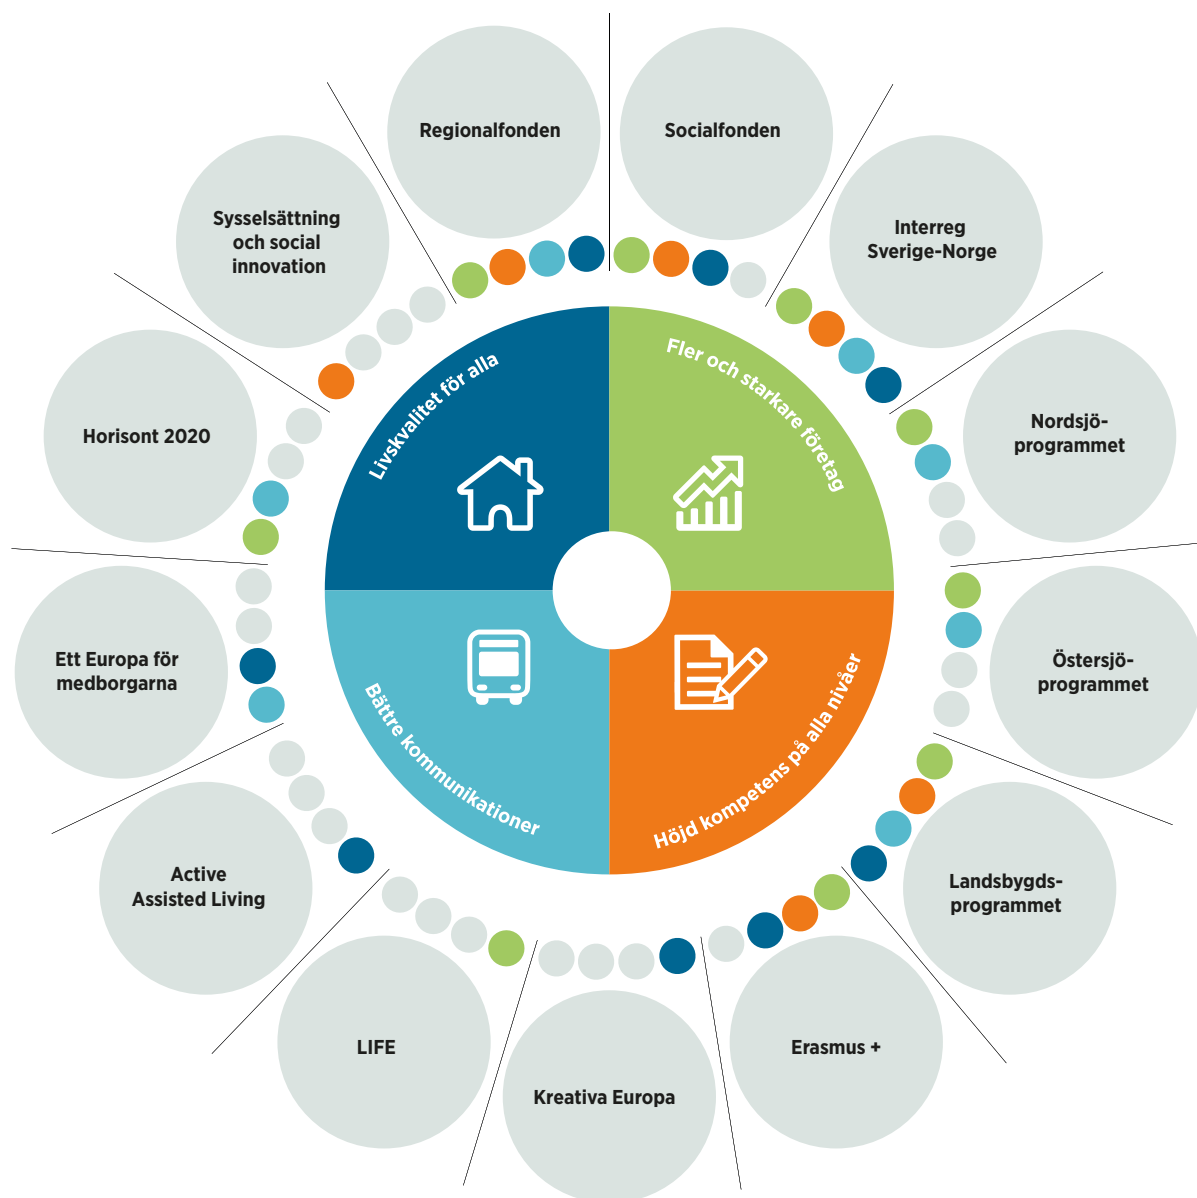 Regionalfonden
Socialfonden
Interreg
Sverige-Norge
Nordsjö-
programmet
Östersjö-
programmet
Landsbygds-
programmet
Erasmus +
Kreativa Europa
LIFE
Active
Assisted Living
Ett Europa för
medborgarna
Horisont 2020
Sysselsättning
och social
innovation
Livskvalitet för alla
Fler och starkare företag
Höjd kompetens på alla nivåer
Bättre kommunikationer